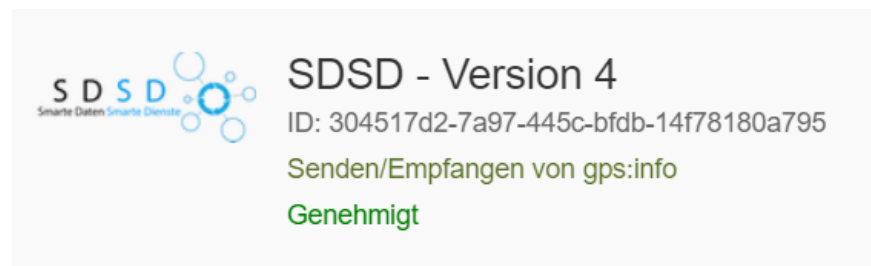 S D S D
Smarte Daten Smarte Dienste
SDSD - Version 4
ID: 304517d2-7a97-445c-bfdb-14f78180a795
Senden/Empfangen von gps:info
Genehmigt